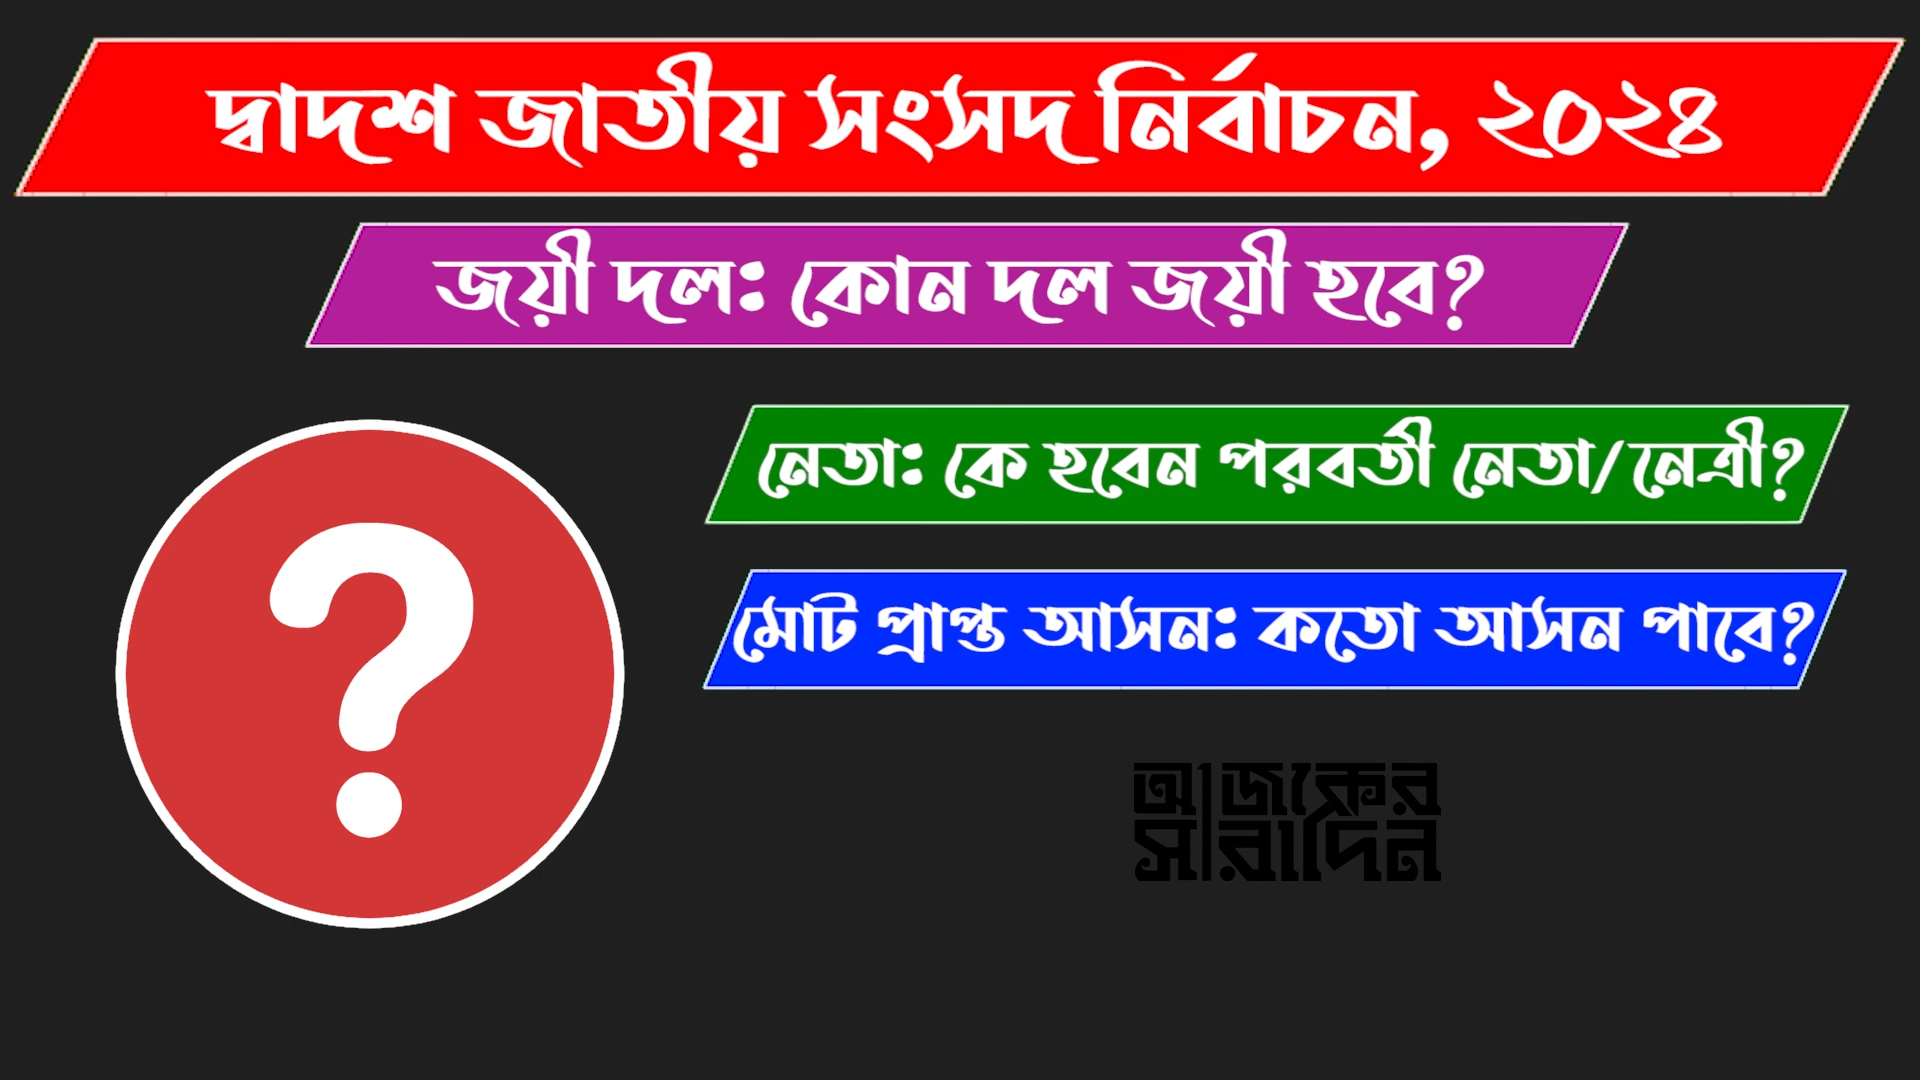 দ্বাদশ জাতীয় সংসদ নির্বাচন, ২০২৪
জয়ী দল: কোন দল জয়ী হবে?
নেতা: কে হবেন পরবর্তী নেতা/নেত্রী?
মোট প্রাপ্ত আসন: কতো আসন পাবে?
?
আজকের
সারাদিন